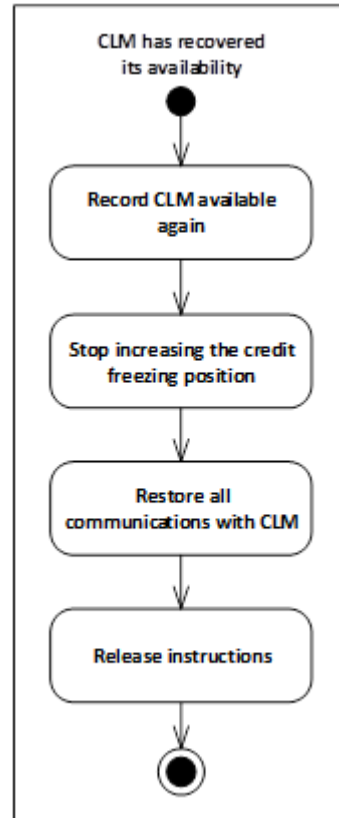 CLM has recovered
its availability
Record CLM available
again
Stop increasing the credit
freezing position
Restore all
communications with CLM
Release instructions